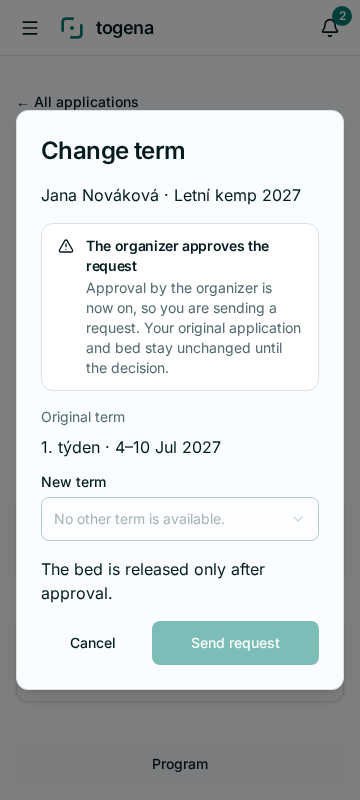 togena
2
← All applications
Change term
Jana Nováková · Letní kemp 2027
The organizer approves the
request
Approval by the organizer is
now on, so you are sending a
request. Your original application
and bed stay unchanged until
the decision.
Original term
1. týden · 4–10 Jul 2027
New term
No other term is available.
The bed is released only after
approval.
Cancel
Send request
Program